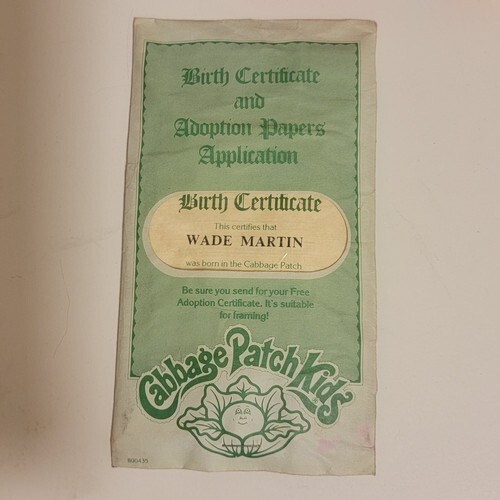 Birth Certificate
and
Adoption Papers
Application
Birth Certificate
This certifies that
WADE MARTIN
was born in the Cabbage Patch
Be sure you send for your Free
Adoption Certificate. It's suitable
for framing!
Cabbage Patch Kids
800435